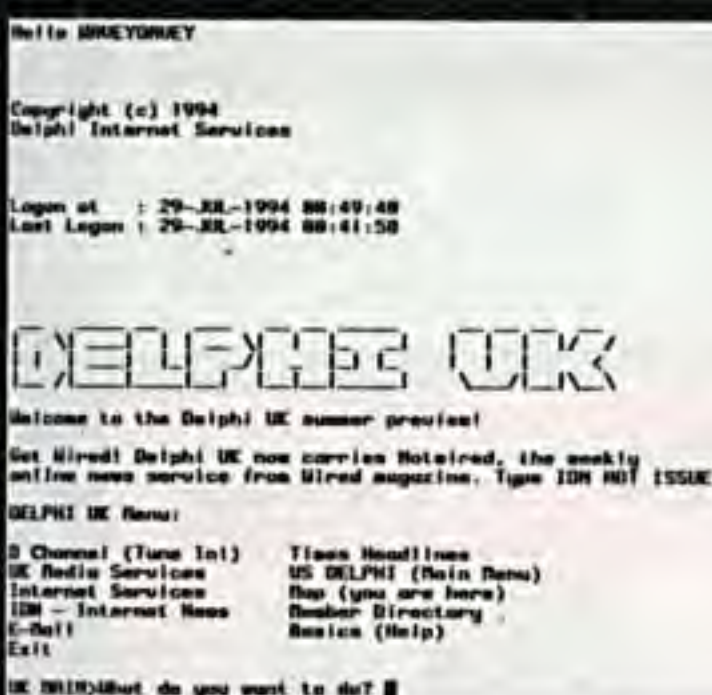 Hello WAVEYDAVEY
Copyright (c) 1994
Delphi Internet Services
Logon at : 29-JUL-1994
Last Logon : 29-JUL-1994
DELPHI UK
Welcome to the Delphi UK summer preview!
Get Wired! Delphi UK now carries Hotwired, the weekly
online news service from Wired magazine. Type IDN HOT ISSUE
DELPHI UK Menu:
D Channel (Tune In!) Times Headlines
UK Media Services US DELPHI (Main Menu)
Internet Services Map (you are here)
IDN - Internet News Member Directory
E-Mail Basics (Help)
Exit
UK MAIN>What do you want to do?